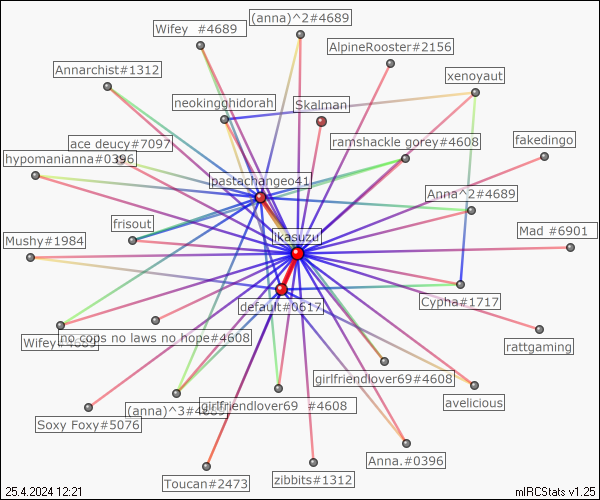 (anna)^2#4689
Wifey  #4689
AlpineRooster#2156
Annarchist#1312
xenoyaut
neokingghidorah
Skalman
ace deucy#7097
ramshackle gorey#4608
fakedingo
hypomanianna#0396
pastachangeo41
Anna^2#4689
frisout
Mad #6901
Mushy#1984
ikasuzu
default#0617
Cypha#1717
Wifey#4689
no cops no laws no hope#4608
rattgaming
girlfriendlover69#4608
(anna)^3#4689
girlfriendlover69  #4608
avelicious
Soxy Foxy#5076
Anna.#0396
Toucan#2473
zibbits#1312
25.4.2024 12:21
mIRCStats v1.25